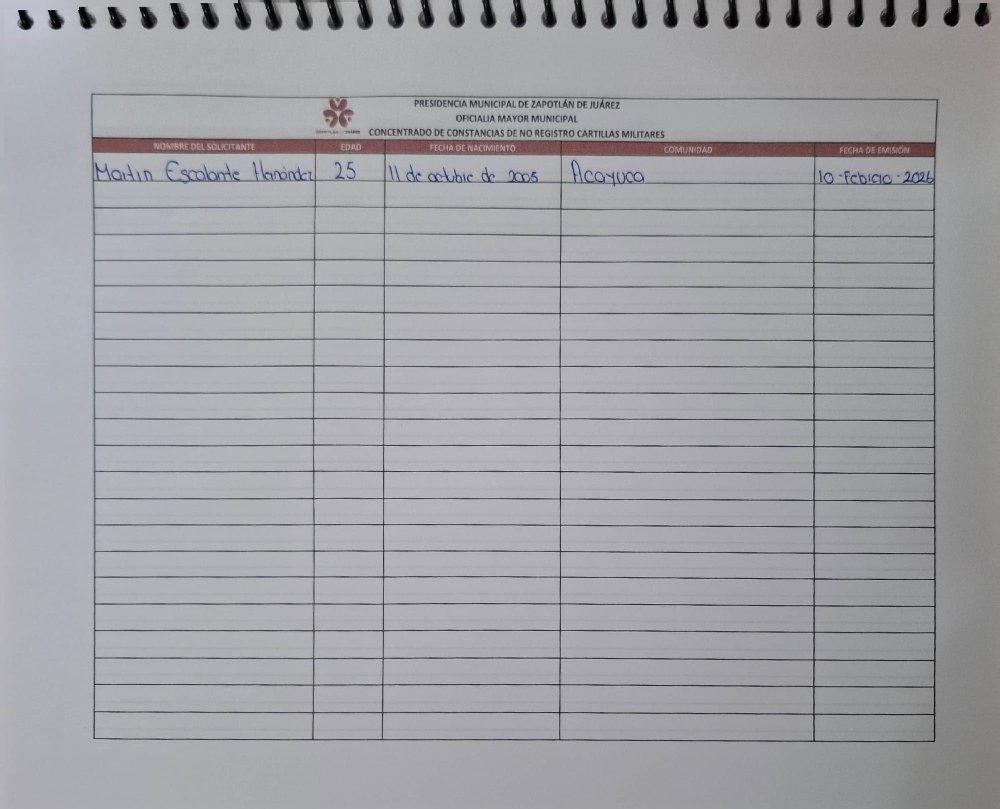 PRESIDENCIA MUNICIPAL DE ZAPOTLÁN DE JUÁREZ
OFICIALIA MAYOR MUNICIPAL
CONCENTRADO DE CONSTANCIAS DE NO REGISTRO CARTILLAS MILITARES
NOMBRE DEL SOLICITANTE EDAD FECHA DE NACIMIENTO COMUNIDAD FECHA DE EMISIÓN
Martin Escalante Hernández 25 11 de octubre de 2005 Acayuca 10-Febrero-2026